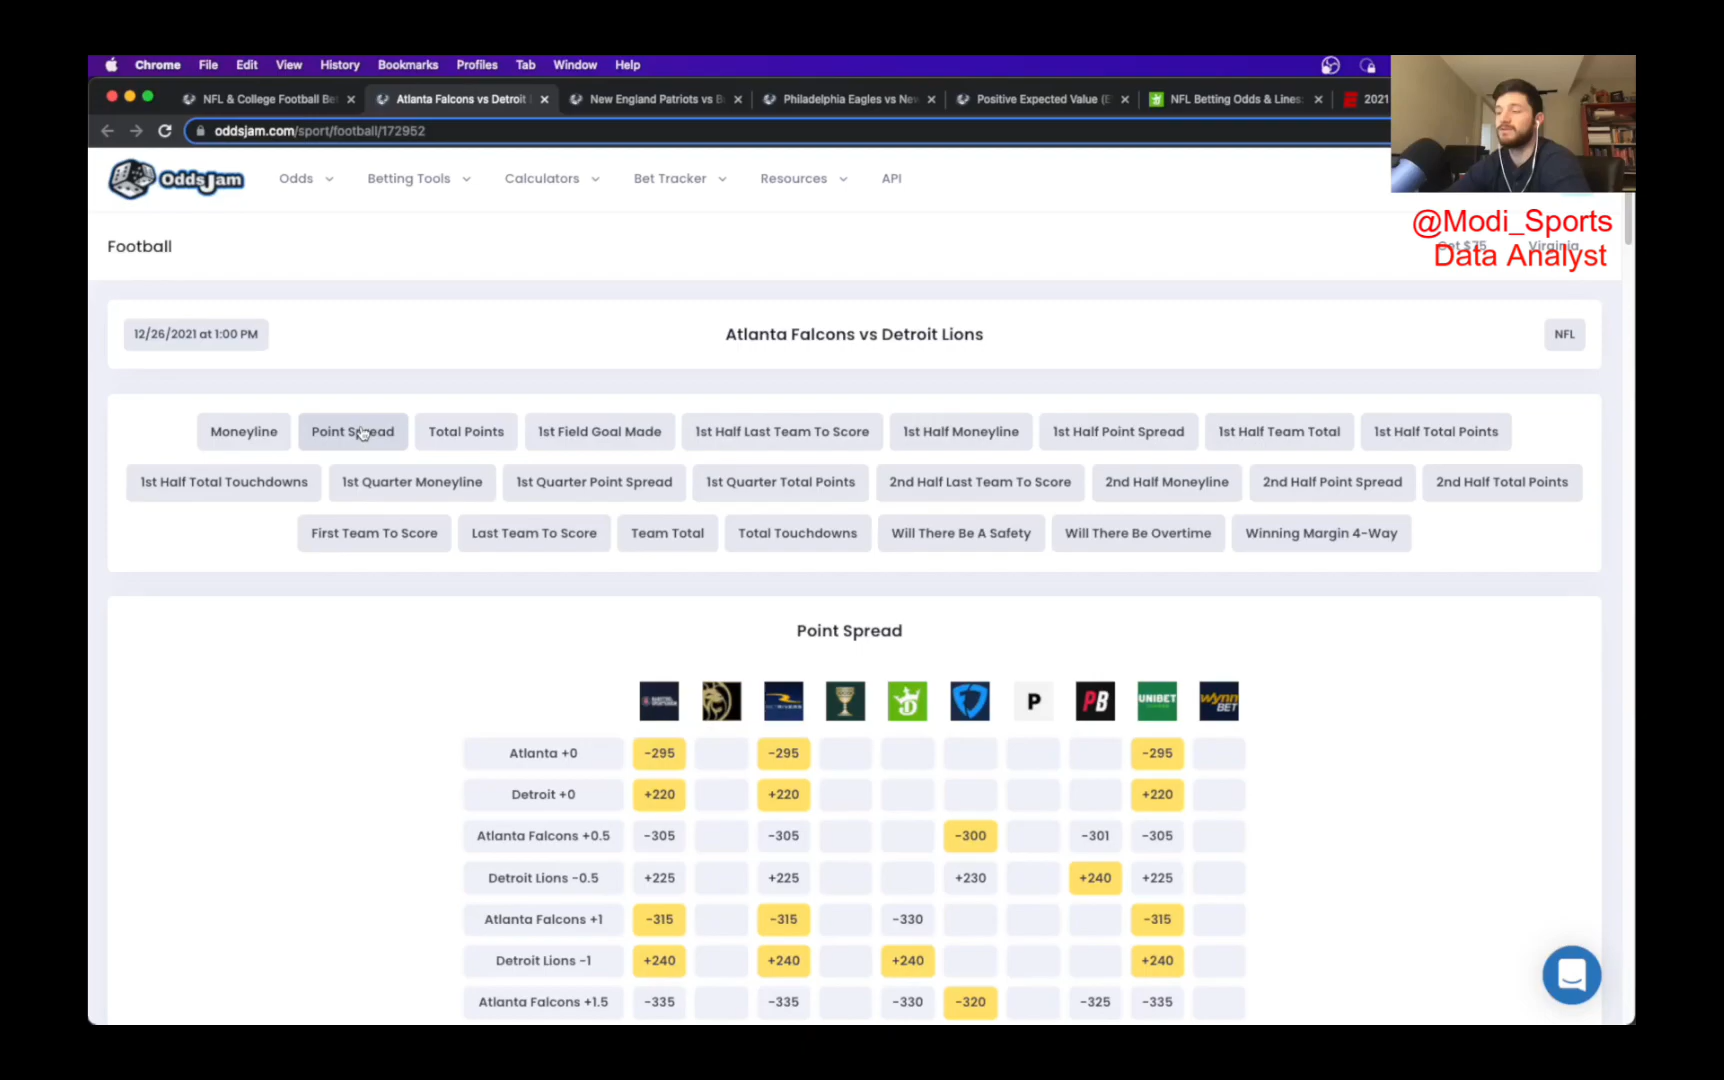 Chrome File Edit View History Bookmarks Profiles Tab Window Help
NFL & College Football Be
Atlanta Falcons vs Detroit
New England Patriots vs B
Philadelphia Eagles vs Nev
Positive Expected Value (E
NFL Betting Odds & Lines:
2021
oddsjam.com/sport/football/172952
OddsJam
Odds Betting Tools Calculators Bet Tracker Resources API
@Modi_Sports
Data Analyst
Get $75 Virginia
Football
12/26/2021 at 1:00 PM
Atlanta Falcons vs Detroit Lions
NFL
Moneyline Point Spread Total Points 1st Field Goal Made 1st Half Last Team To Score 1st Half Moneyline 1st Half Point Spread 1st Half Team Total 1st Half Total Points
1st Half Total Touchdowns 1st Quarter Moneyline 1st Quarter Point Spread 1st Quarter Total Points 2nd Half Last Team To Score 2nd Half Moneyline 2nd Half Point Spread 2nd Half Total Points
First Team To Score Last Team To Score Team Total Total Touchdowns Will There Be A Safety Will There Be Overtime Winning Margin 4-Way
Point Spread
P PB UNIBET WYNN BET
Atlanta +0 -295 -295 -295
Detroit +0 +220 +220 +220
Atlanta Falcons +0.5 -305 -305 -300 -301 -305
Detroit Lions -0.5 +225 +225 +230 +240 +225
Atlanta Falcons +1 -315 -315 -330 -315
Detroit Lions -1 +240 +240 +240 +240
Atlanta Falcons +1.5 -335 -335 -330 -320 -325 -335